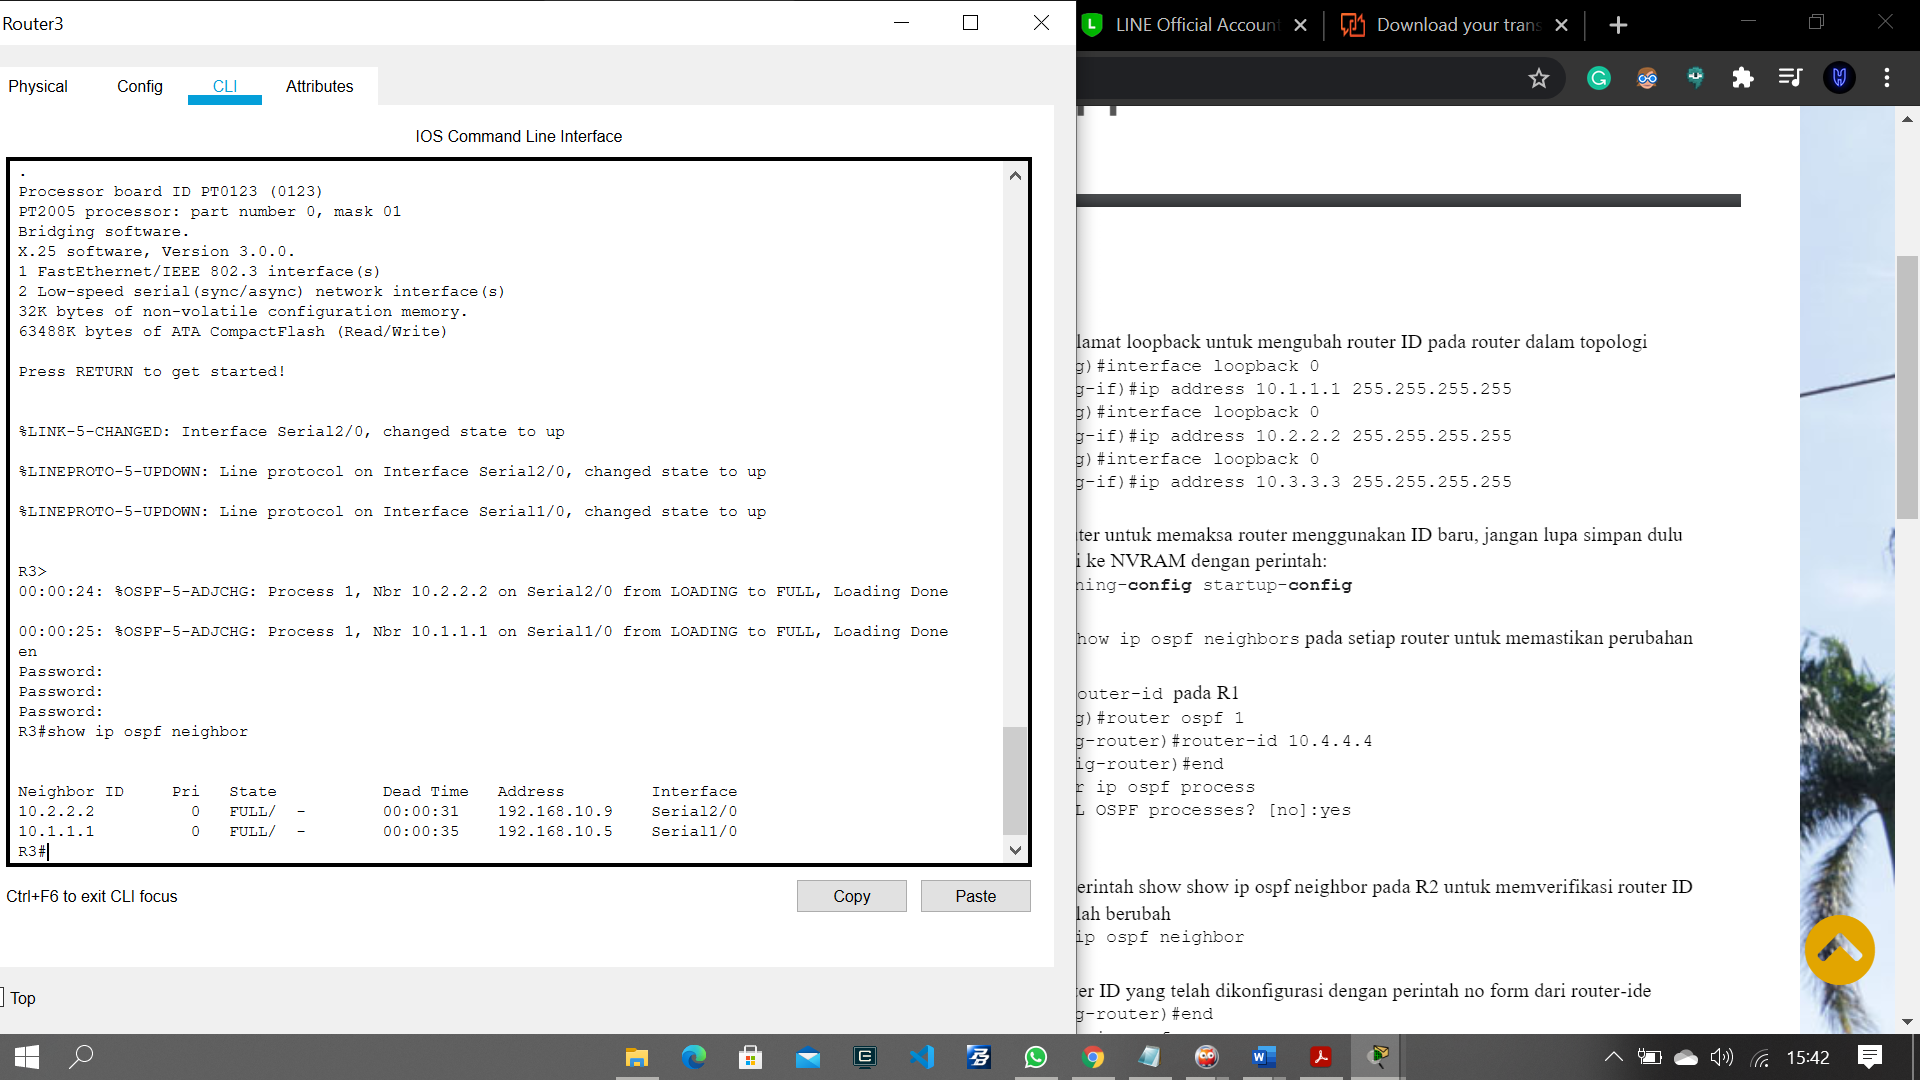 Router3
Physical
Config
CLI
Attributes
IOS Command Line Interface
.
Processor board ID PT0123 (0123)
PT2005 processor: part number 0, mask 01
Bridging software.
X.25 software, Version 3.0.0.
1 FastEthernet/IEEE 802.3 interface(s)
2 Low-speed serial(sync/async) network interface(s)
32K bytes of non-volatile configuration memory.
63488K bytes of ATA CompactFlash (Read/Write)
Press RETURN to get started!
%LINK-5-CHANGED: Interface Serial2/0, changed state to up
%LINEPROTO-5-UPDOWN: Line protocol on Interface Serial2/0, changed state to up
%LINEPROTO-5-UPDOWN: Line protocol on Interface Serial1/0, changed state to up
R3>
00:00:24: %OSPF-5-ADJCHG: Process 1, Nbr 10.2.2.2 on Serial2/0 from LOADING to FULL, Loading Done
00:00:25: %OSPF-5-ADJCHG: Process 1, Nbr 10.1.1.1 on Serial1/0 from LOADING to FULL, Loading Done
en
Password:
Password:
Password:
R3#show ip ospf neighbor
Neighbor ID Pri State Dead Time Address Interface
10.2.2.2 0 FULL/ - 00:00:31 192.168.10.9 Serial2/0
10.1.1.1 0 FULL/ - 00:00:35 192.168.10.5 Serial1/0
R3#
Ctrl+F6 to exit CLI focus
Copy
Paste
Top
LINE Official Accoun
Download your trans
lamat loopback untuk mengubah router ID pada router dalam topologi
g)#interface loopback 0
g-if)#ip address 10.1.1.1 255.255.255.255
g)#interface loopback 0
g-if)#ip address 10.2.2.2 255.255.255.255
g)#interface loopback 0
g-if)#ip address 10.3.3.3 255.255.255.255
ter untuk memaksa router menggunakan ID baru, jangan lupa simpan dulu
i ke NVRAM dengan perintah:
ning-config startup-config
how ip ospf neighbors pada setiap router untuk memastikan perubahan
outer-id pada R1
g)#router ospf 1
g-router)#router-id 10.4.4.4
ig-router)#end
r ip ospf process
L OSPF processes? [no]:yes
erintah show show ip ospf neighbor pada R2 untuk memverifikasi router ID
lah berubah
ip ospf neighbor
er ID yang telah dikonfigurasi dengan perintah no form dari router-ide
g-router)#end
15:42